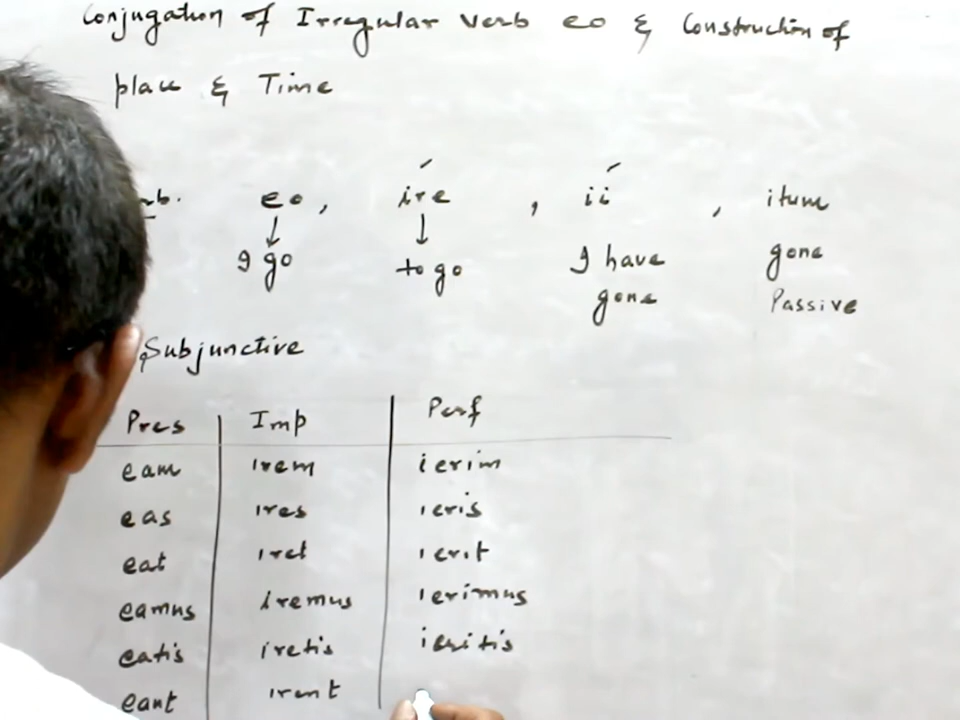 Conjugation of Irregular verb eo & Construction of
place & Time
eo, ire, ii, itum
I go to go I have gone
gone Passive
Subjunctive
Pres Imp Perf
eam irem ierim
eas ires ieris
eat iret ierit
eamus iremus ierimus
eatis iretis ieritis
eant irent